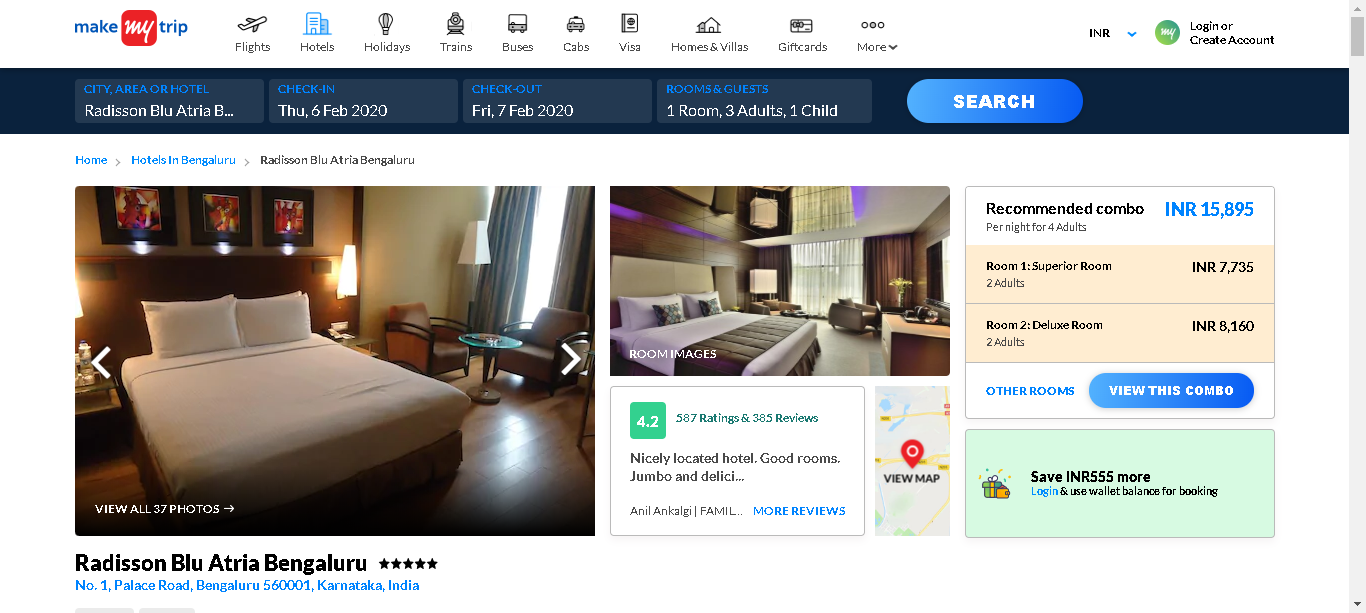 make my trip
Flights
Hotels
Holidays
Trains
Buses
Cabs
Visa
Homes & Villas
Giftcards
More
INR
my
Login or
Create Account
CITY, AREA OR HOTEL
Radisson Blu Atria B...
CHECK-IN
Thu, 6 Feb 2020
CHECK-OUT
Fri, 7 Feb 2020
ROOMS & GUESTS
1 Room, 3 Adults, 1 Child
SEARCH
Home > Hotels In Bengaluru > Radisson Blu Atria Bengaluru
VIEW ALL 37 PHOTOS →
ROOM IMAGES
4.2
587 Ratings & 385 Reviews
Nicely located hotel. Good rooms.
Jumbo and delici...
Anil Ankalgi | FAMIL...
MORE REVIEWS
VIEW MAP
Recommended combo
INR 15,895
Per night for 4 Adults
Room 1: Superior Room
INR 7,735
2 Adults
Room 2: Deluxe Room
INR 8,160
2 Adults
OTHER ROOMS
VIEW THIS COMBO
Save INR555 more
Login & use wallet balance for booking
Radisson Blu Atria Bengaluru ★★★★★
No. 1, Palace Road, Bengaluru 560001, Karnataka, India